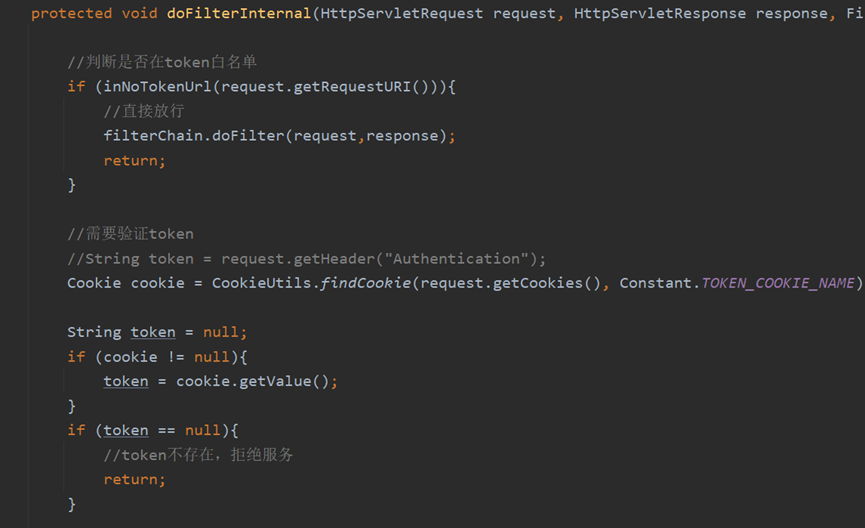 protected void doFilterInternal(HttpServletRequest request, HttpServletResponse response, Fi
//判断是否在token白名单
if (inNoTokenUrl(request.getRequestURI())){
//直接放行
filterChain.doFilter(request,response);
return;
}
//需要验证token
//String token = request.getHeader("Authentication");
Cookie cookie = CookieUtils.findCookie(request.getCookies(), Constant.TOKEN_COOKIE_NAME)
String token = null;
if (cookie != null){
token = cookie.getValue();
}
if (token == null){
//token不存在，拒绝服务
return;
}